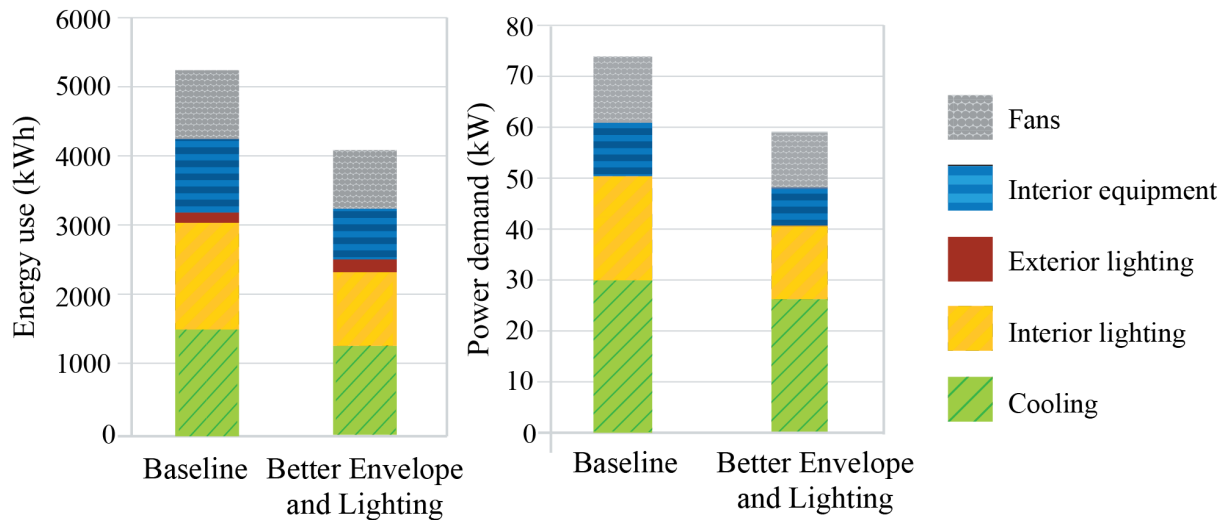 Energy use (kWh)
6000
5000
4000
3000
2000
1000
0
Baseline
Better Envelope
and Lighting
Power demand (kW)
80
70
60
50
40
30
20
10
0
Baseline
Better Envelope
and Lighting
Fans
Interior equipment
Exterior lighting
Interior lighting
Cooling